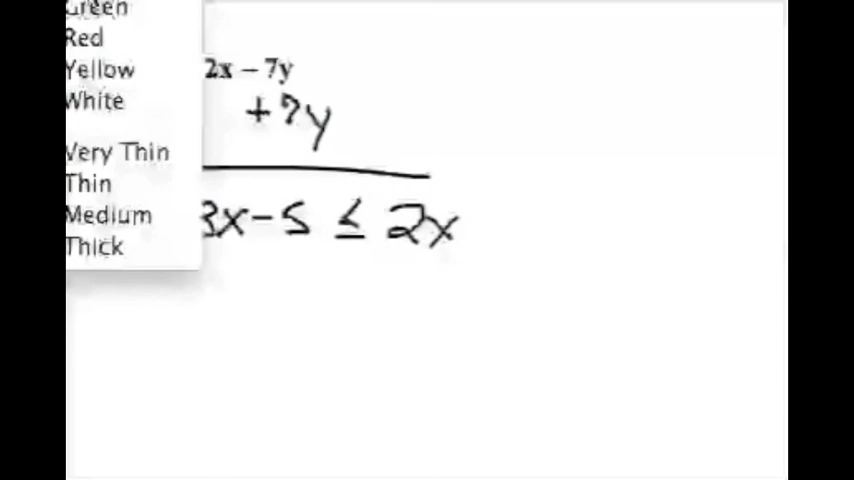 Green
Red
Yellow
White
Very Thin
Thin
Medium
Thick
2x – 7y
+7y
3x-5 ≤ 2x